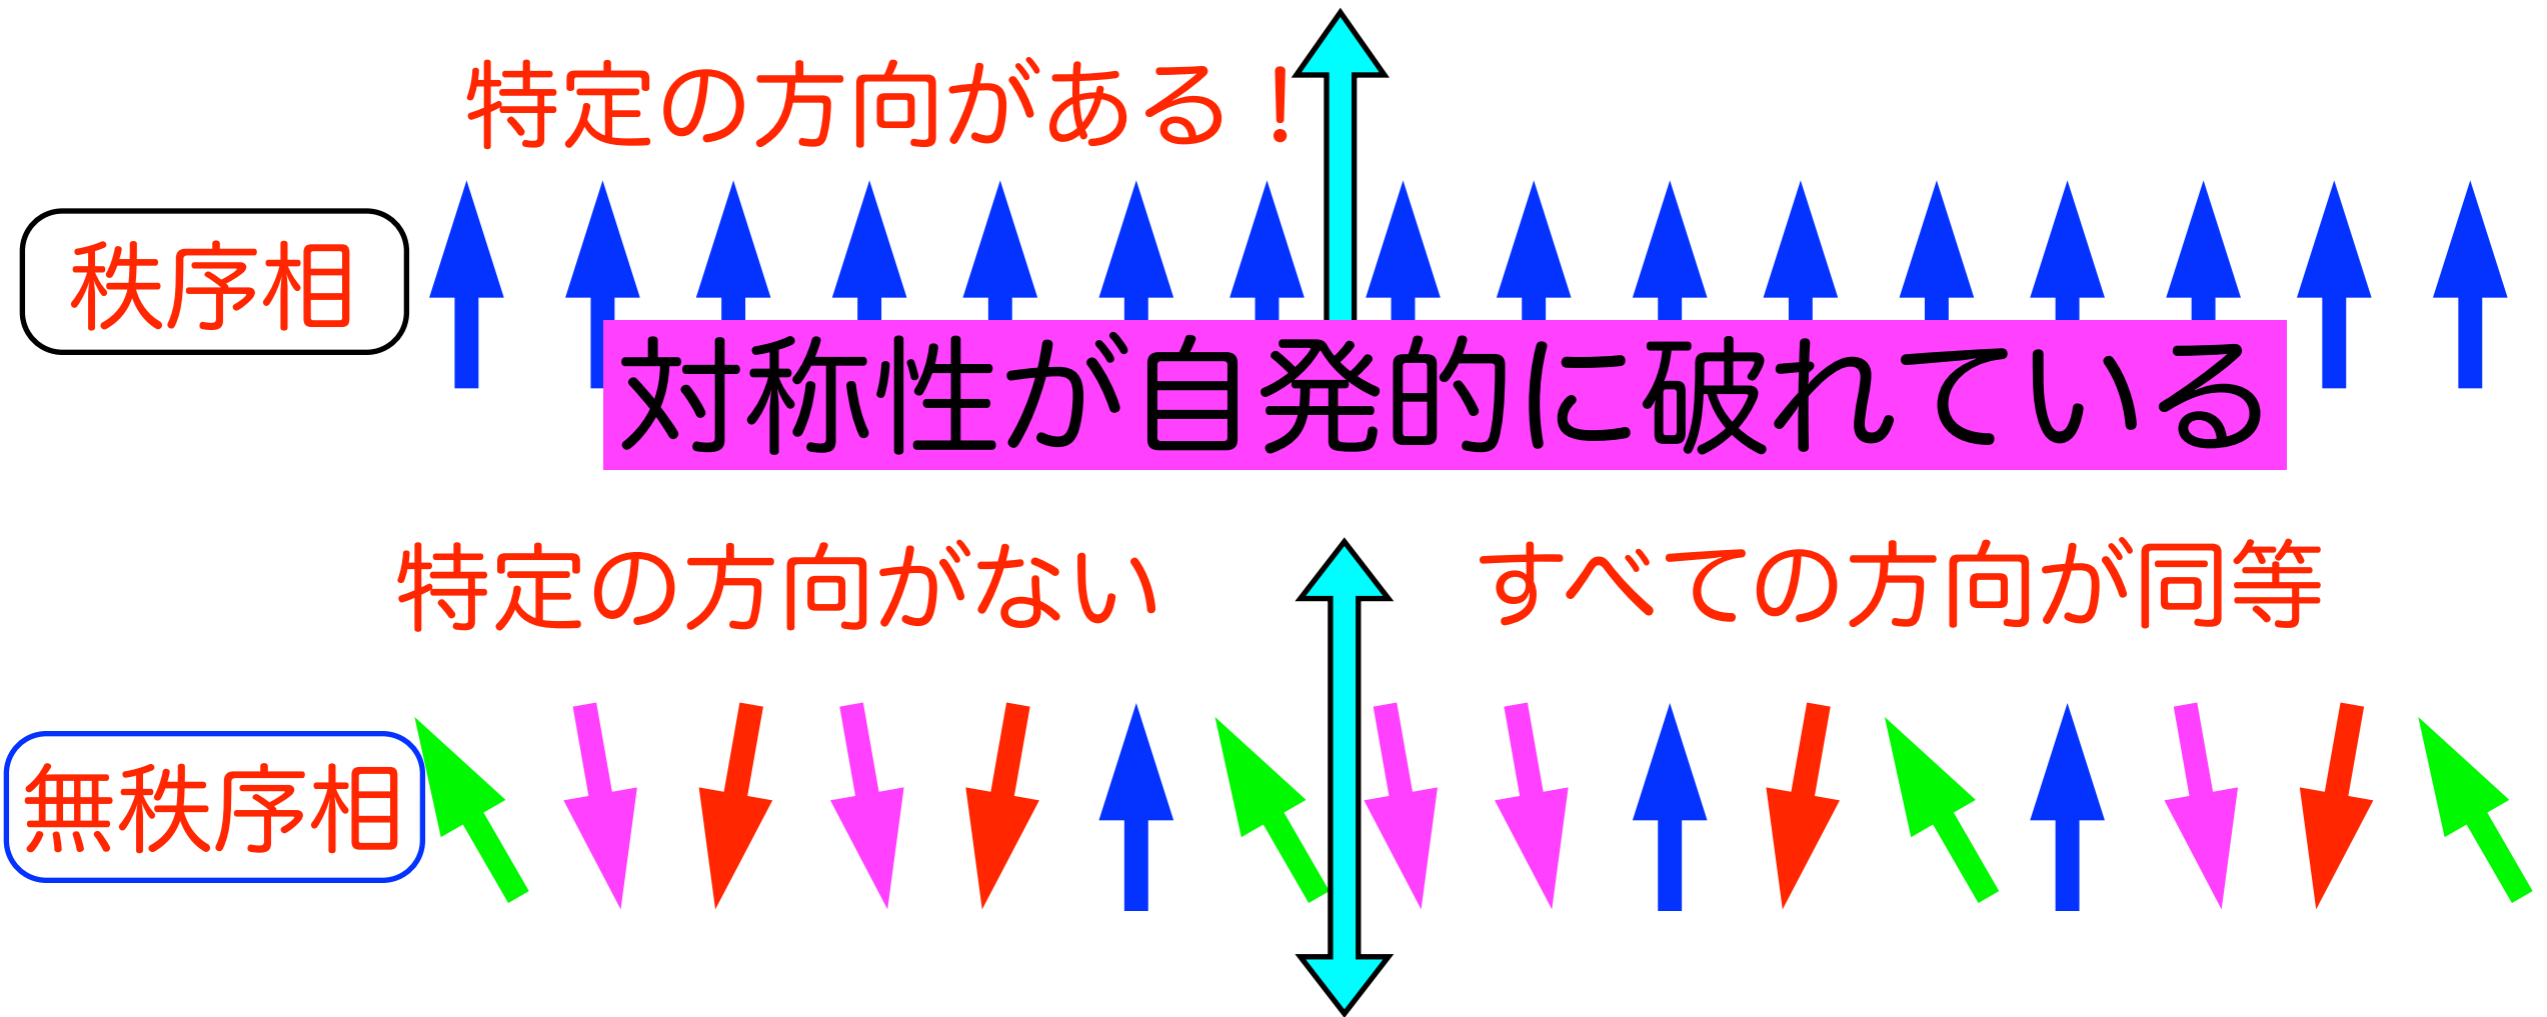 特定の方向がある！
秩序相
対称性が自発的に破れている
特定の方向がない
すべての方向が同等
無秩序相